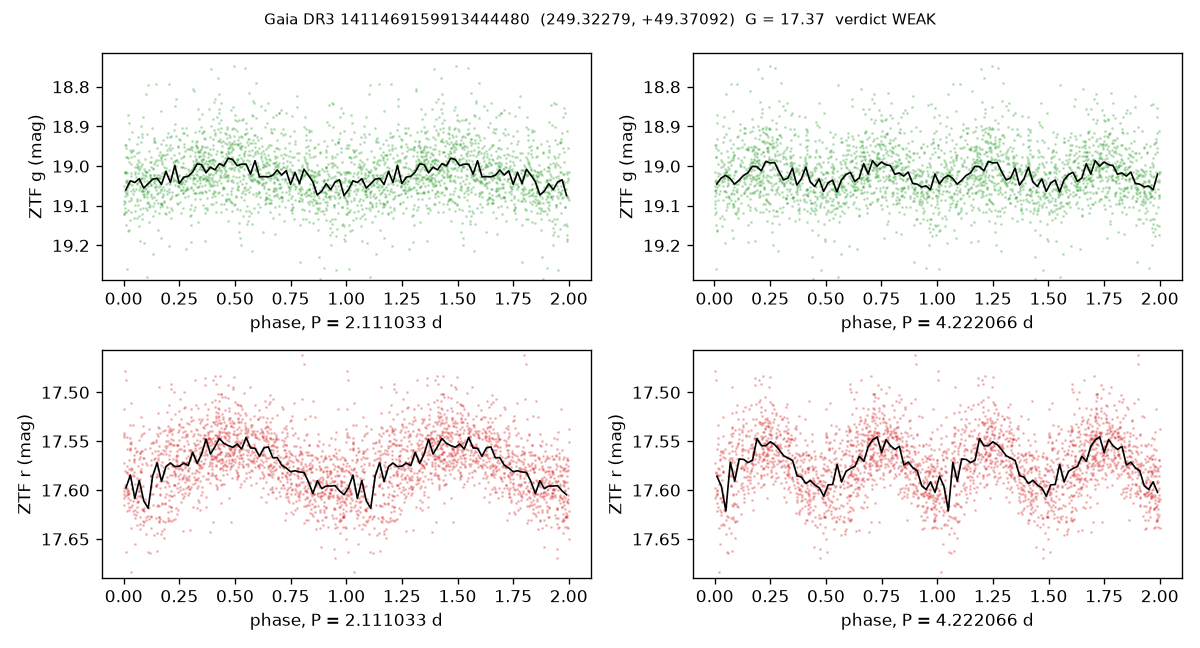 Gaia DR3 1411469159913444480 (249.32279, +49.37092) G = 17.37 verdict WEAK
ZTF g (mag)
18.8
18.9
19.0
19.1
19.2
0.00 0.25 0.50 0.75 1.00 1.25 1.50 1.75 2.00
phase, P = 2.111033 d
ZTF g (mag)
18.8
18.9
19.0
19.1
19.2
0.00 0.25 0.50 0.75 1.00 1.25 1.50 1.75 2.00
phase, P = 4.222066 d
ZTF r (mag)
17.50
17.55
17.60
17.65
0.00 0.25 0.50 0.75 1.00 1.25 1.50 1.75 2.00
phase, P = 2.111033 d
ZTF r (mag)
17.50
17.55
17.60
17.65
0.00 0.25 0.50 0.75 1.00 1.25 1.50 1.75 2.00
phase, P = 4.222066 d